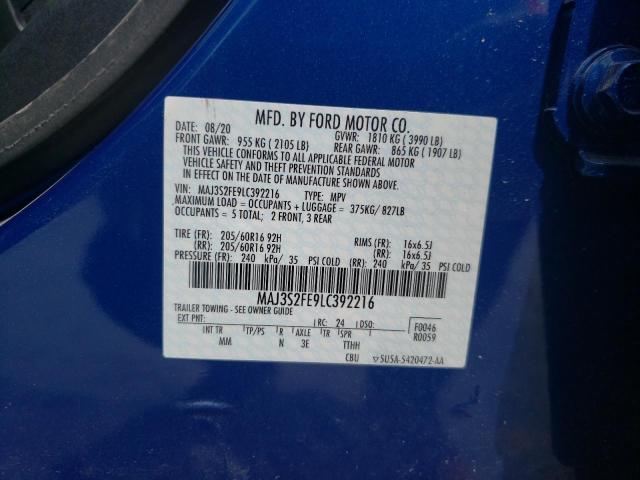 MFD. BY FORD MOTOR CO.
DATE: 08/20 GVWR: 1810 KG ( 3990 LB)
FRONT GAWR: 955 KG ( 2105 LB) REAR GAWR: 865 KG ( 1907 LB)
THIS VEHICLE CONFORMS TO ALL APPLICABLE FEDERAL MOTOR
VEHICLE SAFETY AND THEFT PREVENTION STANDARDS
IN EFFECT ON THE DATE OF MANUFACTURE SHOWN ABOVE.
VIN: MAJ3S2FE9LC392216 TYPE: MPV
MAXIMUM LOAD = OCCUPANTS + LUGGAGE = 375KG/ 827LB
OCCUPANTS = 5 TOTAL; 2 FRONT, 3 REAR
TIRE (FR): 205/60R16 92H RIMS (FR): 16x6.5J
(RR): 205/60R16 92H (RR): 16x6.5J
PRESSURE (FR): 240 kPa/ 35 PSI COLD (RR): 240 kPa/ 35 PSI COLD
MAJ3S2FE9LC392216
TRAILER TOWING - SEE OWNER GUIDE
EXT PNT: RC: 24 DSO: F0046
R0059
INT TR TP/PS R AXLE TR SPR
MM N 3E TTHH
CBU 5U5A-5420472-AA